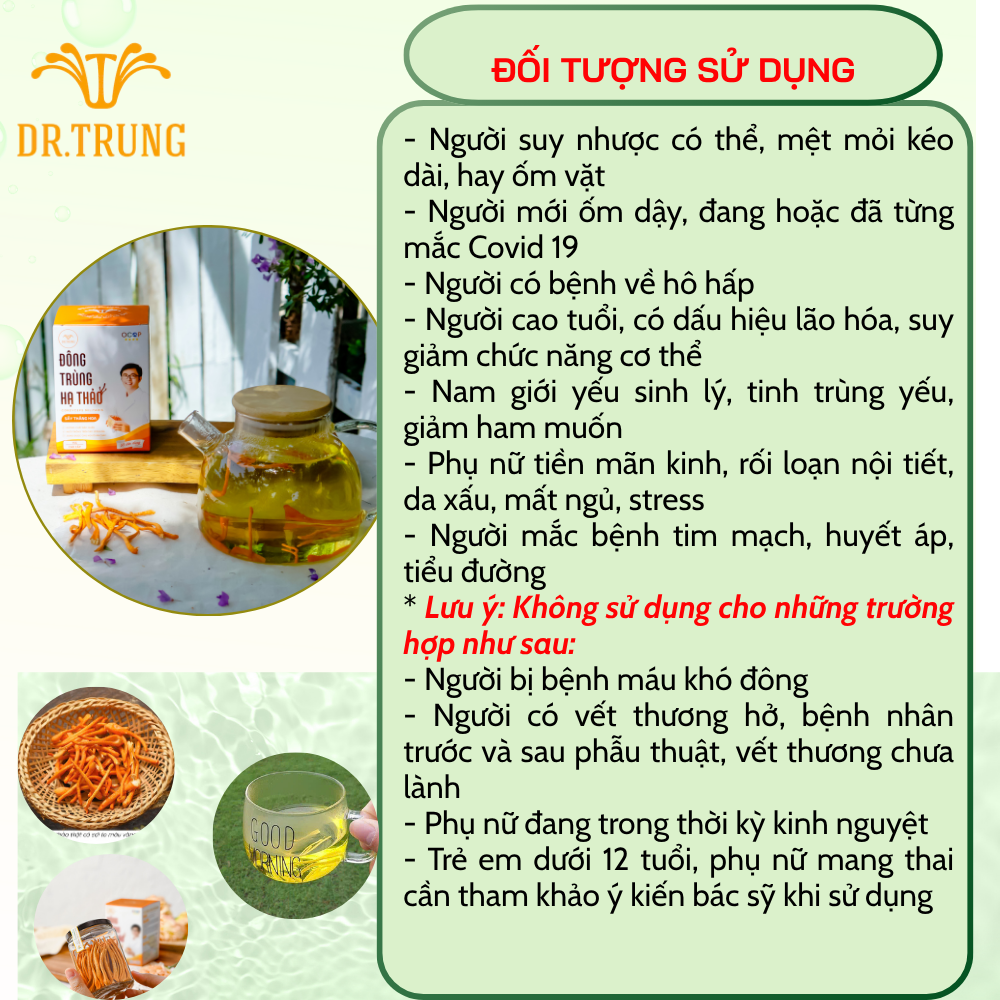 DR.TRUNG
ĐỐI TƯỢNG SỬ DỤNG
- Người suy nhược có thể, mệt mỏi kéo
dài, hay ốm vặt
- Người mới ốm dậy, đang hoặc đã từng
mắc Covid 19
- Người có bệnh về hô hấp
- Người cao tuổi, có dấu hiệu lão hóa, suy
giảm chức năng cơ thể
- Nam giới yếu sinh lý, tinh trùng yếu,
giảm ham muốn
- Phụ nữ tiền mãn kinh, rối loạn nội tiết,
da xấu, mất ngủ, stress
- Người mắc bệnh tim mạch, huyết áp,
tiểu đường
* Lưu ý: Không sử dụng cho những trường
hợp như sau:
- Người bị bệnh máu khó đông
- Người có vết thương hở, bệnh nhân
trước và sau phẫu thuật, vết thương chưa
lành
- Phụ nữ đang trong thời kỳ kinh nguyệt
- Trẻ em dưới 12 tuổi, phụ nữ mang thai
cần tham khảo ý kiến bác sỹ khi sử dụng
OCOP
ĐÔNG
TRÙNG
HẠ THẢO
SẤY THĂNG HOA
GOOD
MORNING